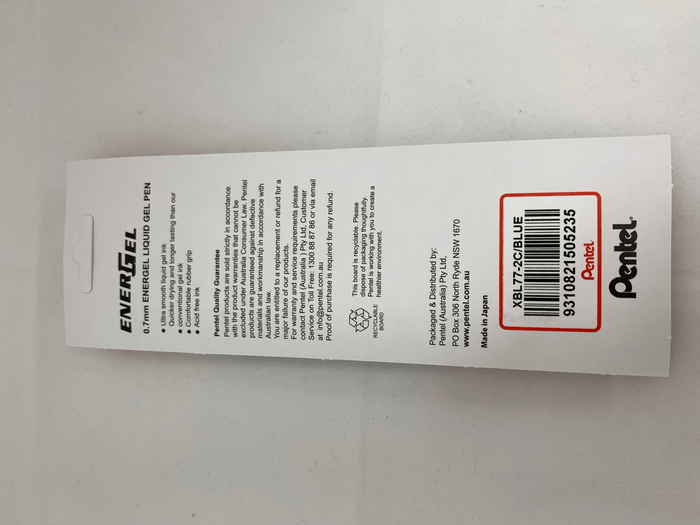 ENERGEL
0.7mm ENERGEL LIQUID GEL PEN
● Ultra smooth liquid gel ink
Quicker drying and longer lasting than our
● conventional gel ink
● Comfortable rubber grip
● Acid free ink
Pentel Quality Guarantee
Pentel products are sold strictly in accordance
with the product warranties that cannot be
excluded under Australia Consumer Law. Pentel
products are guaranteed against defective
materials and workmanship in accordance with
Australian law.
You are entitled to a replacement or refund for a
major failure of our products.
For warranty and service requirements please
contact Pentel (Australia ) Pty Ltd, Customer
Service on Toll Free: 1300 88 87 86 or via email
at info@pentel.com.au
Proof of purchase is required for any refund.
RECYCLABLE
BOARD
This board is recyclable. Please
dispose of packaging thoughtfully.
Pentel is working with you to create a
healthier environment.
Packaged & Distributed by:
Pentel (Australia) Pty Ltd,
PO Box 306 North Ryde NSW 1670
www.pentel.com.au
Made in Japan
XBL77-2C/BLUE
9310821505235
Pentel
Pentel